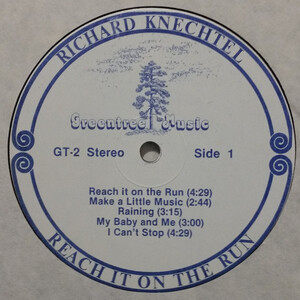 RICHARD KNECHTEL
Greentree Music
GT-2 Stereo Side 1
Reach it on the Run (4:29)
Make a Little Music (2:44)
Raining (3:15)
My Baby and Me (3:00)
I Can't Stop (4:29)
REACH IT ON THE RUN